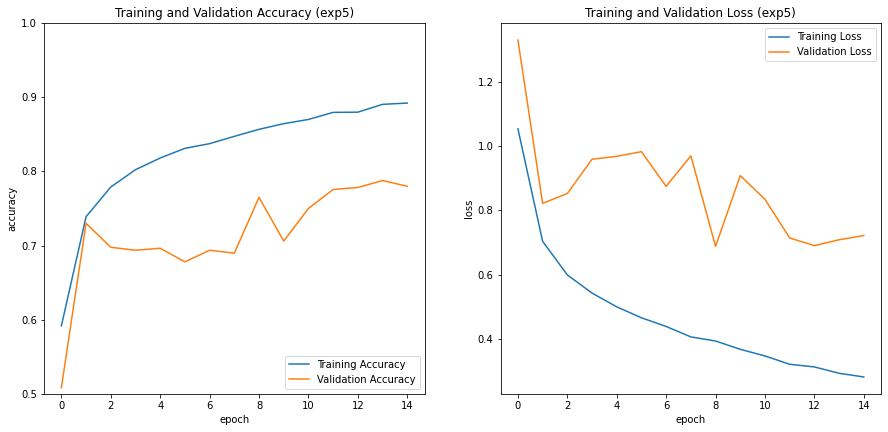 Training and Validation Accuracy (exp5)
1.0
0.9
0.8
0.7
0.6
0.5
accuracy
0 2 4 6 8 10 12 14
epoch
Training Accuracy
Validation Accuracy
Training and Validation Loss (exp5)
1.2
1.0
0.8
0.6
0.4
loss
0 2 4 6 8 10 12 14
epoch
Training Loss
Validation Loss